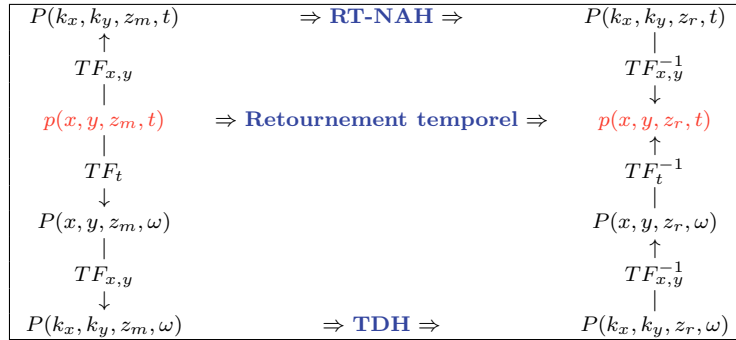 P(k_x, k_y, z_m, t) ⇒ RT-NAH ⇒ P(k_x, k_y, z_r, t)
↑ |
TF_{x,y} TF_{x,y}^{-1}
| ↓
p(x, y, z_m, t) ⇒ Retournement temporel ⇒ p(x, y, z_r, t)
| ↑
TF_t TF_t^{-1}
↓ |
P(x, y, z_m, ω) P(x, y, z_r, ω)
| ↑
TF_{x,y} TF_{x,y}^{-1}
↓ |
P(k_x, k_y, z_m, ω) ⇒ TDH ⇒ P(k_x, k_y, z_r, ω)